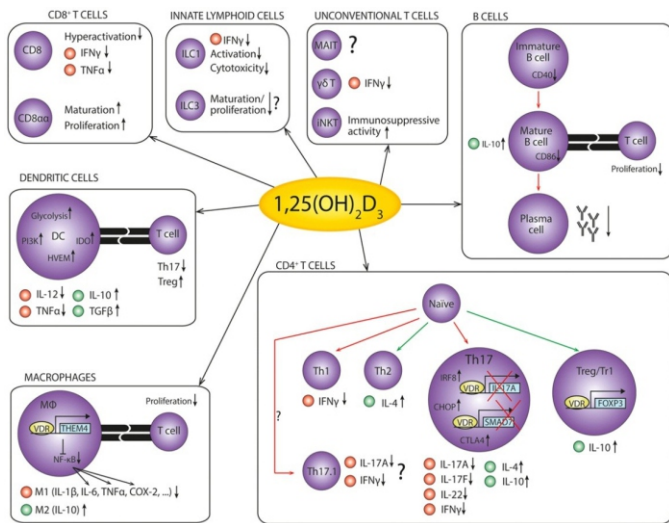 CD8⁺ T CELLS
CD8
Hyperactivation↓
IFNγ↓
TNFα↓
CD8αα
Maturation↑
Proliferation↑
INNATE LYMPHOID CELLS
ILC1
IFNγ↓
Activation↓
Cytotoxicity↓
ILC3
Maturation/
proliferation↓?
UNCONVENTIONAL T CELLS
MAIT
?
γδ T
IFNγ↓
iNKT
Immunosuppressive
activity↑
B CELLS
Immature
B cell
CD40↓
IL-10↑
Mature
B cell
CD86↓
T cell
Proliferation↓
Plasma
cell
↓
1,25(OH)₂D₃
DENDRITIC CELLS
Glycolysis↑
PI3K↑
DC
IDO↑
HVEM↑
T cell
Th17↓
Treg↑
IL-12↓
IL-10↑
TNFα↓
TGFβ↑
MACROPHAGES
MΦ
VDR
THEM4
NF-κB↓
Proliferation↓
T cell
M1 (IL-1β, IL-6, TNFα, COX-2, ...)↓
M2 (IL-10)↑
CD4⁺ T CELLS
Naïve
?
Th1
IFNγ↓
Th2
IL-4↑
Th17
IRF8↑
VDR
IL-17A
CHOP↑
VDR
SMAD7
CTLA4↑
Treg/Tr1
VDR
FOXP3
IL-10↑
Th17.1
IL-17A↓
IFNγ↓
?
IL-17A↓
IL-17F↓
IL-22↓
IFNγ↓
IL-4↑
IL-10↑